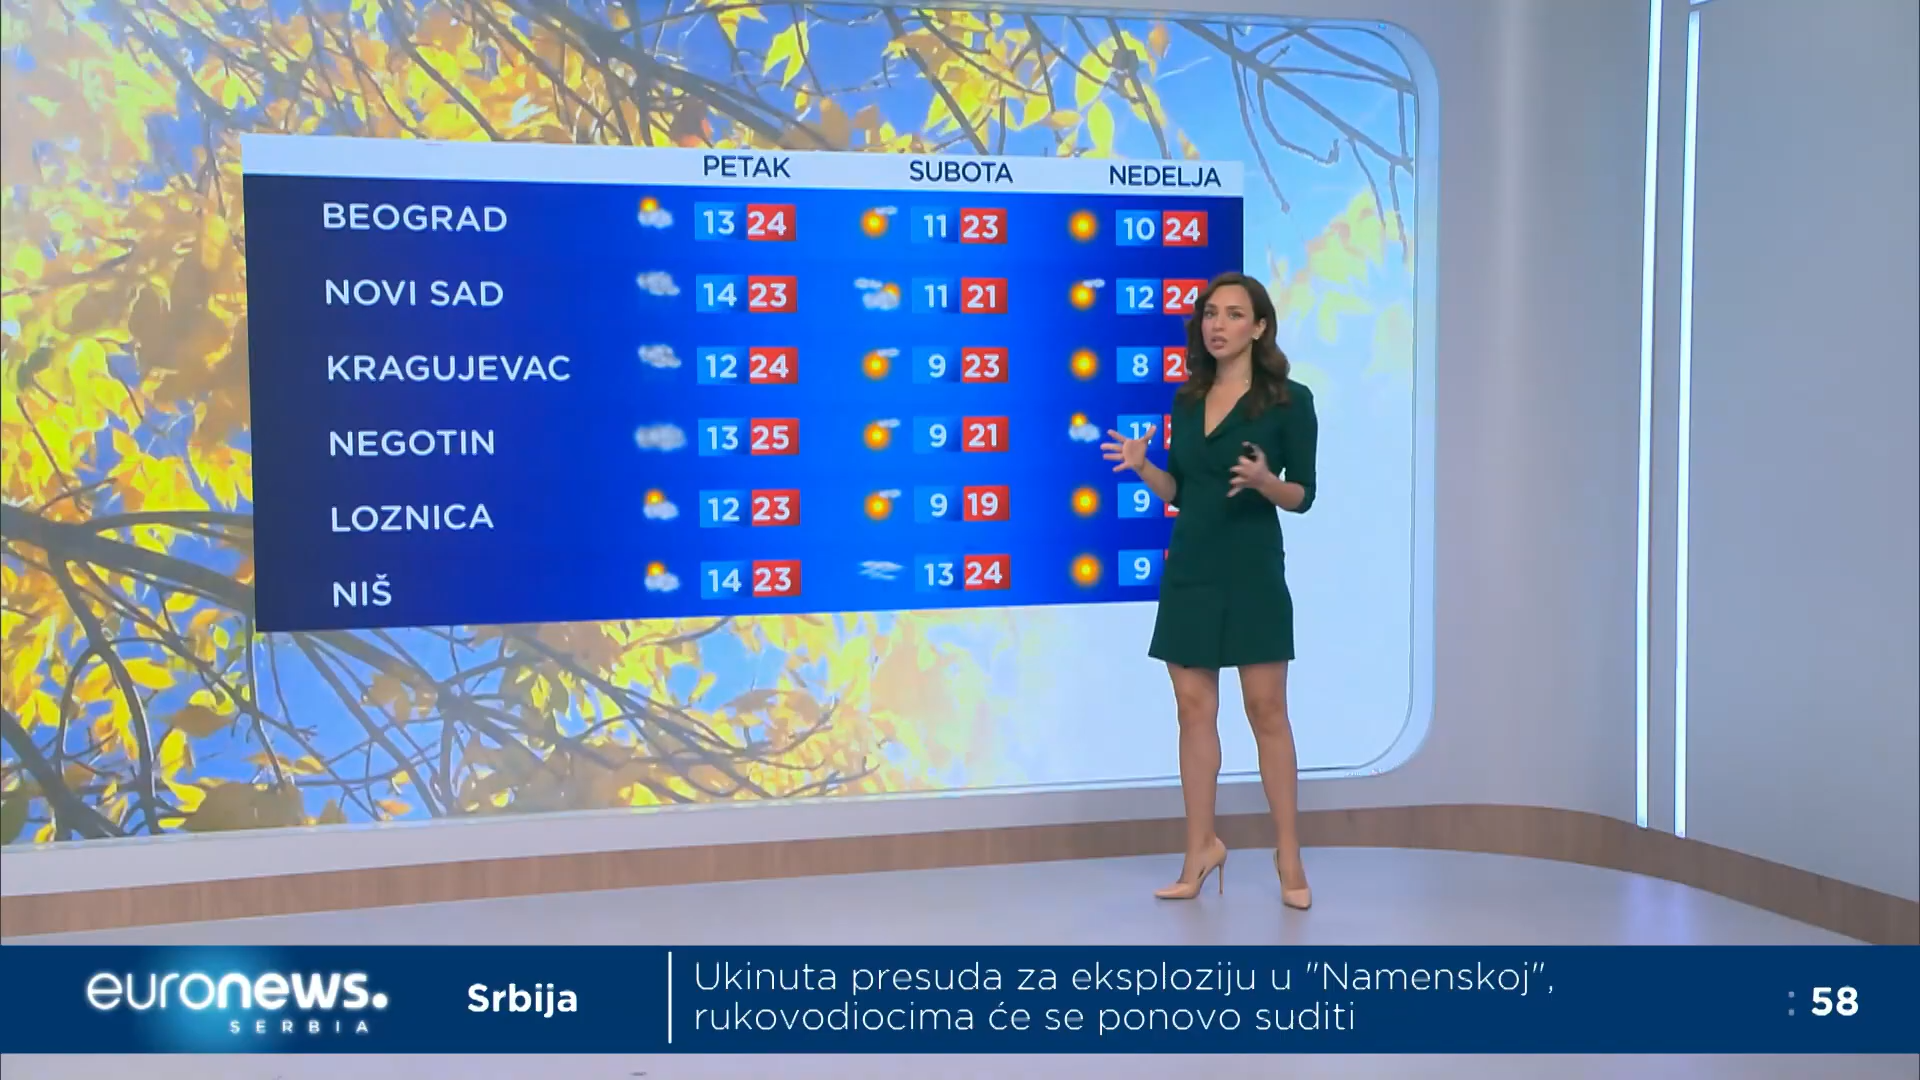 PETAK SUBOTA NEDELJA
BEOGRAD 13 24 11 23 10 24
NOVI SAD 14 23 11 21 12 24
KRAGUJEVAC 12 24 9 23 8
NEGOTIN 13 25 9 21 11
LOZNICA 12 23 9 19 9
NIŠ 14 23 13 24 9
euronews.
SERBIA
Srbija
Ukinuta presuda za eksploziju u "Namenskoj",
rukovodiocima će se ponovo suditi
:58